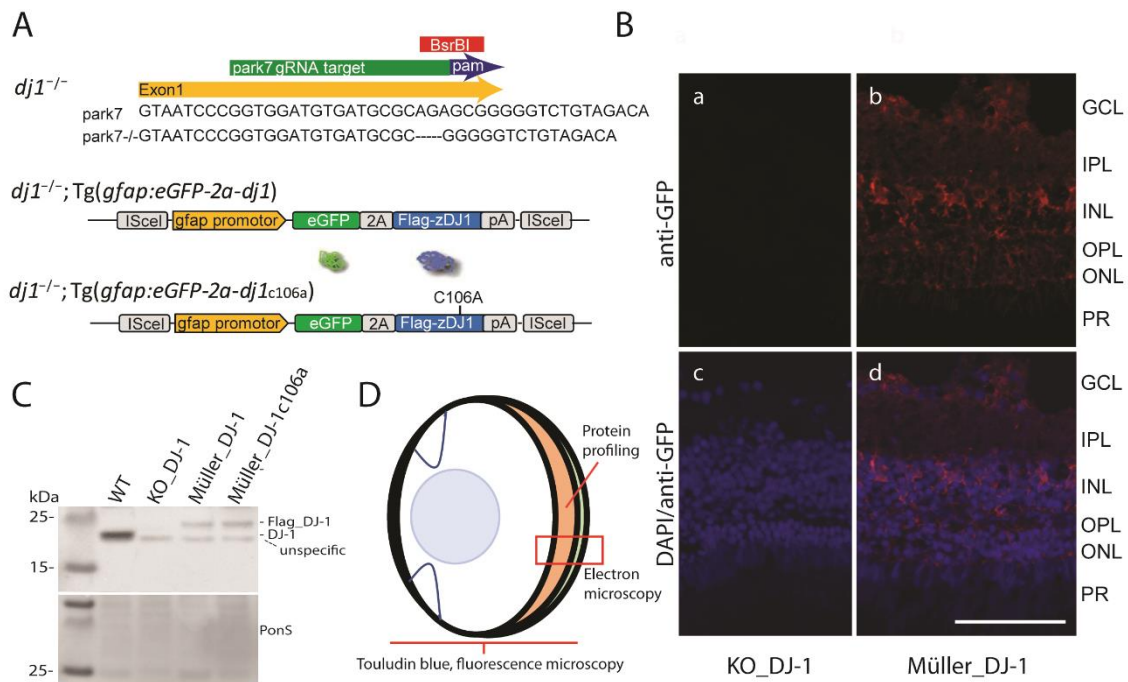 A
BsrBI
park7 gRNA target
pam
dj1-/-
Exon1
park7 GTAATCCCGGTGGATGTGATGCGCAGAGCGGGGGTCTGTAGACA
park7-/-GTAATCCCGGTGGATGTGATGCGC-----GGGGGTCTGTAGACA
dj1-/-; Tg(gfap:eGFP-2a-dj1)
ISceI gfap promotor eGFP 2A Flag-zDJ1 pA ISceI
dj1-/-; Tg(gfap:eGFP-2a-dj1c106a)
C106A
ISceI gfap promotor eGFP 2A Flag-zDJ1 pA ISceI
B
a
b
anti-GFP
GCL
IPL
INL
OPL
ONL
PR
c
d
DAPI/anti-GFP
GCL
IPL
INL
OPL
ONL
PR
KO_DJ-1
Müller_DJ-1
C
kDa
WT
KO_DJ-1
Müller_DJ-1
Müller_DJ-1c106a
25-
- Flag_DJ-1
- DJ-1
unspecific
15-
PonS
25-
D
Protein
profiling
Electron
microscopy
Touludin blue, fluorescence microscopy